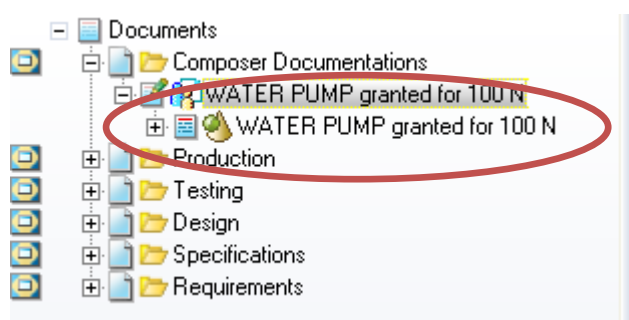 Documents
Composer Documentations
WATER PUMP granted for 100 N
WATER PUMP granted for 100 N
Production
Testing
Design
Specifications
Requirements